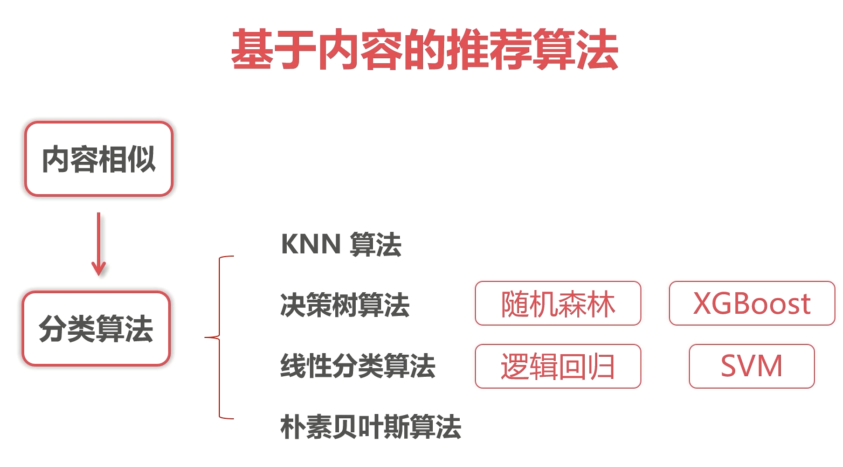 基于内容的推荐算法
内容相似
分类算法
KNN 算法
决策树算法 随机森林 XGBoost
线性分类算法 逻辑回归 SVM
朴素贝叶斯算法